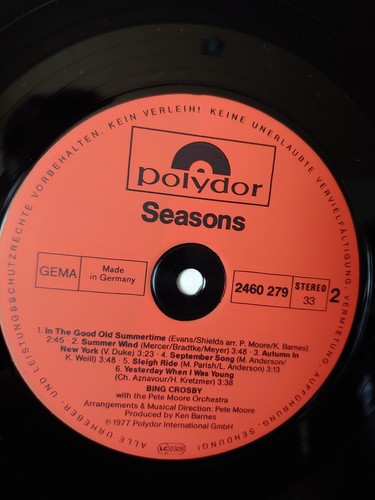 ALLE URHEBER- UND LEISTUNGSSCHUTZRECHTE VORBEHALTEN. KEIN VERLEIH! KEINE UNERLAUBTE VERVIELFÄLTIGUNG, VERMIETUNG, AUFFÜHRUNG, SENDUNG!
polydor
Seasons
GEMA
Made
in Germany
2460 279
STEREO
33
2
1. In The Good Old Summertime (Evans/Shields arr. P. Moore/K. Barnes)
2:45 · 2. Summer Wind (Mercer/Bradtke/Meyer) 3:48 · 3. Autumn In
New York (V. Duke) 3:23 · 4. September Song (M. Anderson/
K. Weill) 3:48 · 5. Sleigh Ride (M. Parish/L. Anderson) 3:13
6. Yesterday When I Was Young
(Ch. Aznavour/H. Kretzmer) 3:38
BING CROSBY
with the Pete Moore Orchestra
Arrangements & Musical Direction: Pete Moore
Produced by Ken Barnes
℗ 1977 Polydor International GmbH
LC 0309